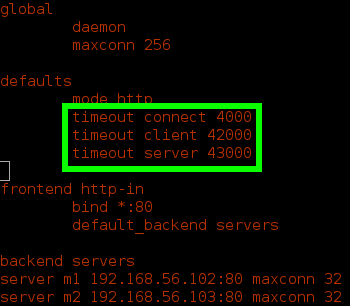 global
daemon
maxconn 256
defaults
mode http
timeout connect 4000
timeout client 42000
timeout server 43000
frontend http-in
bind *:80
default_backend servers
backend servers
server m1 192.168.56.102:80 maxconn 32
server m2 192.168.56.103:80 maxconn 32